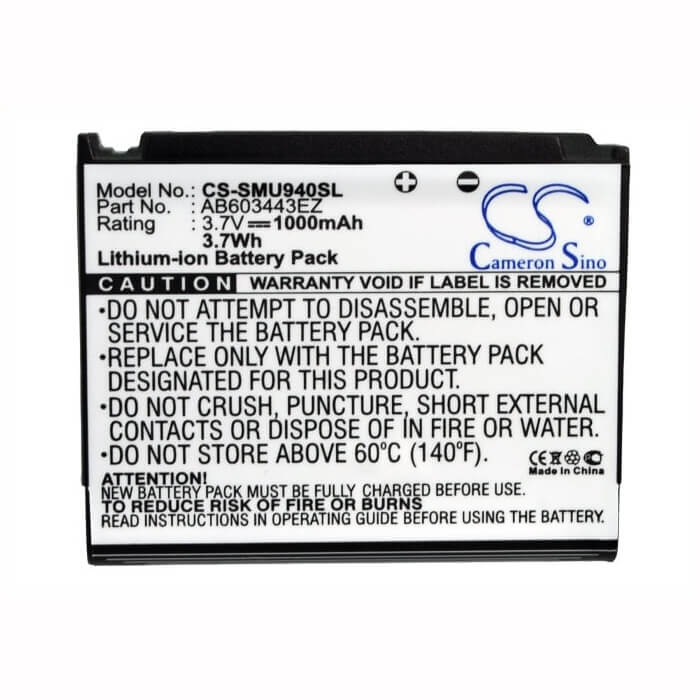 Model No.: CS-SMU940SL
Part No. : AB603443EZ
Rating : 3.7V 1000mAh
3.7Wh
Lithium-ion Battery Pack
CS
®
Cameron Sino
CAUTION WARRANTY VOID IF LABEL IS REMOVED
•DO NOT ATTEMPT TO DISASSEMBLE, OPEN OR
SERVICE THE BATTERY PACK.
•REPLACE ONLY WITH THE BATTERY PACK
DESIGNATED FOR THIS PRODUCT.
•DO NOT CRUSH, PUNCTURE, SHORT EXTERNAL
CONTACTS OR DISPOSE OF IN FIRE OR WATER.
•DO NOT STORE ABOVE 60°C (140°F).
CE
Made In China
ATTENTION:
NEW BATTERY PACK MUST BE FULLY CHARGED BEFORE USE
TO REDUCE RISK OF FIRE OR BURNS
READ INSTRUCTIONS IN OPERATING GUIDE BEFORE USING BATTERY